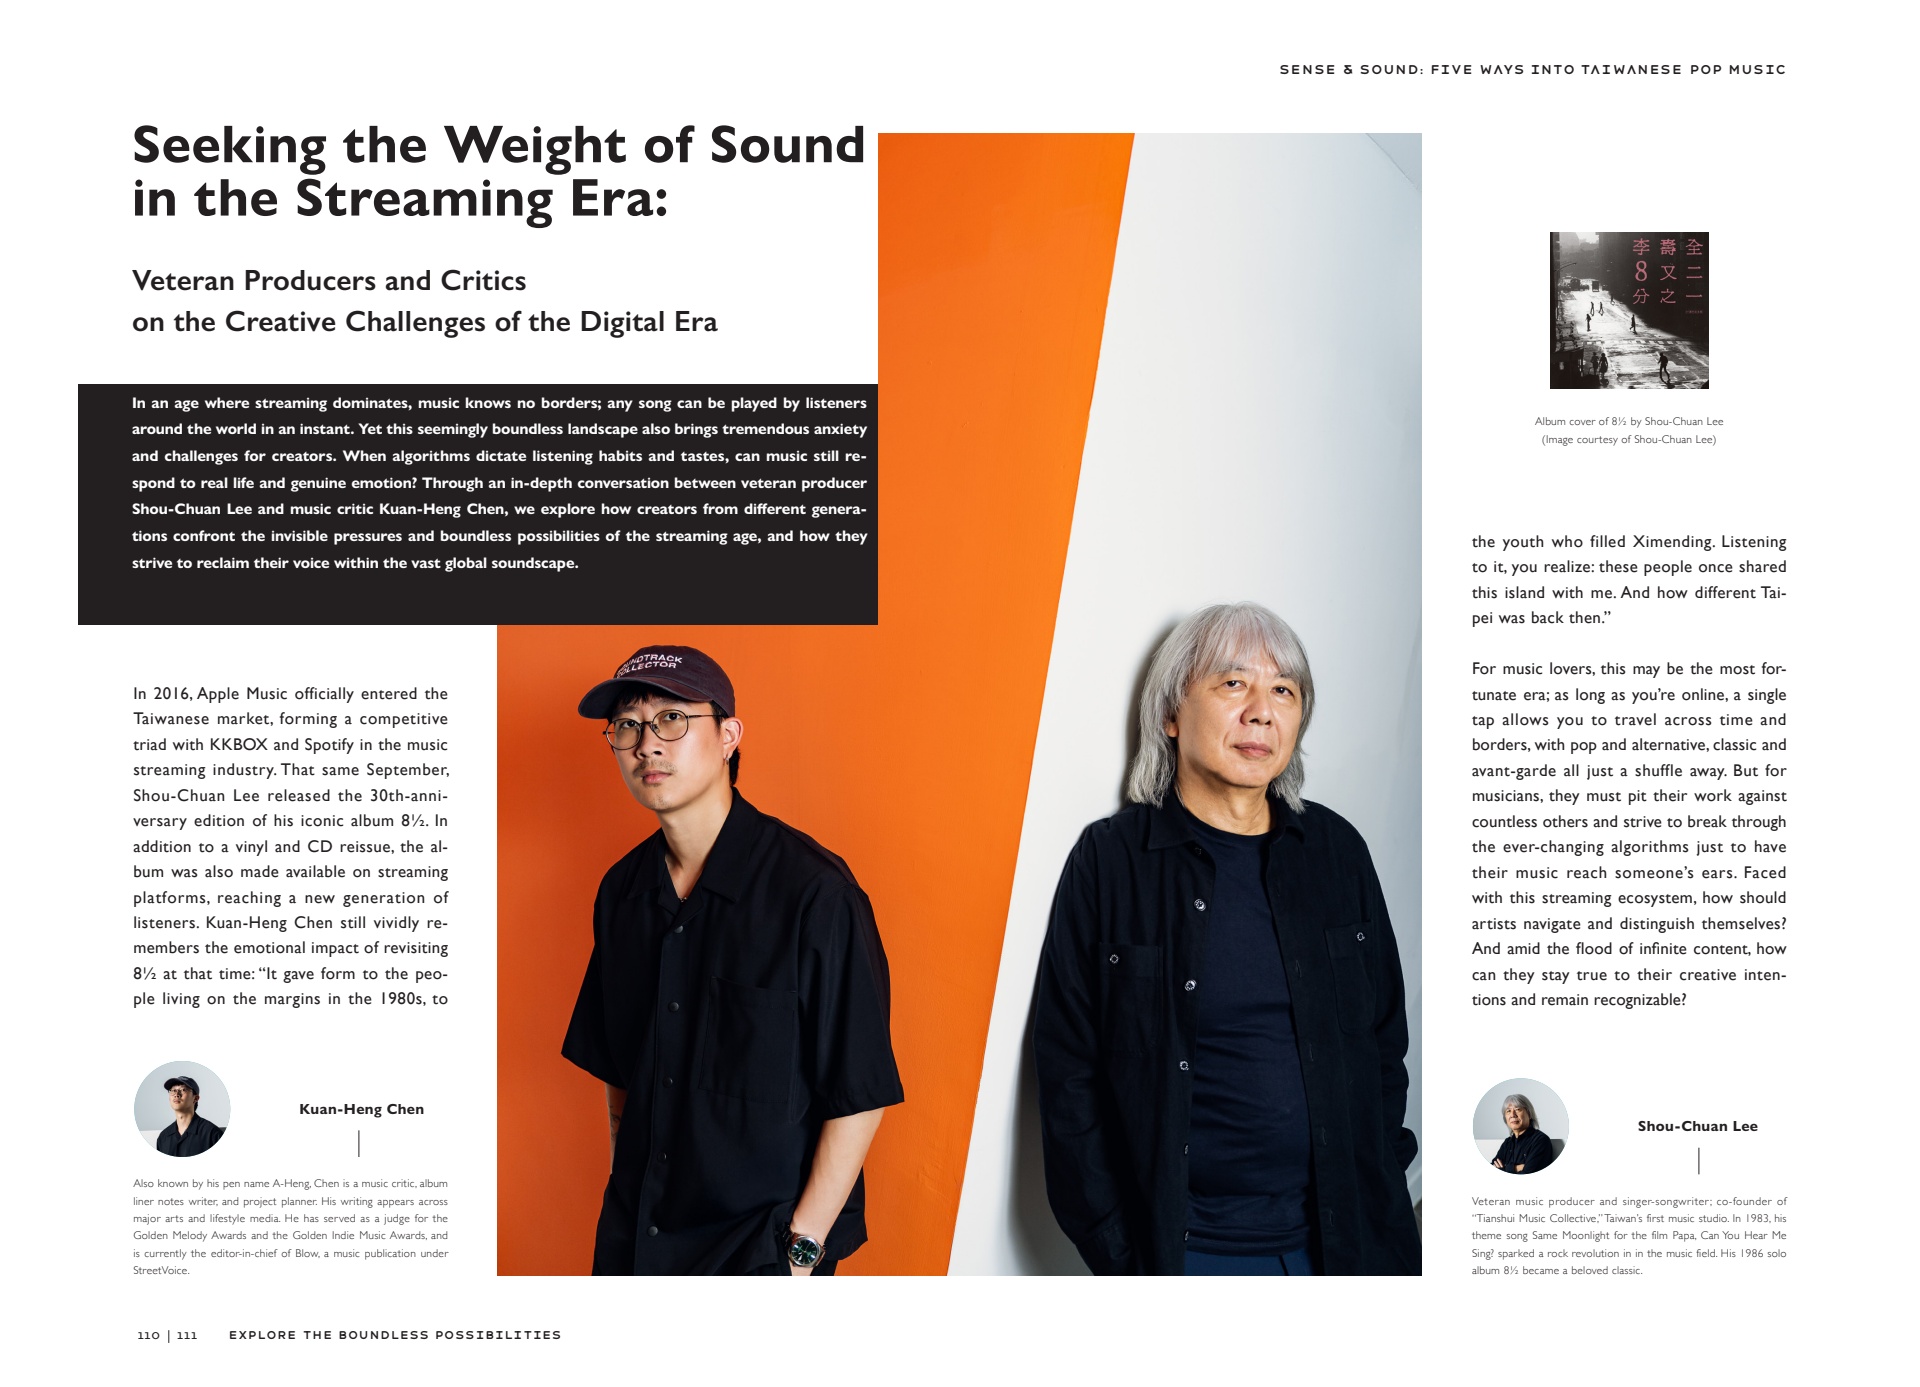 SENSE & SOUND: FIVE WAYS INTO TAIWANESE POP MUSIC
Seeking the Weight of Sound
in the Streaming Era:
Veteran Producers and Critics
on the Creative Challenges of the Digital Era
In an age where streaming dominates, music knows no borders; any song can be played by listeners
around the world in an instant. Yet this seemingly boundless landscape also brings tremendous anxiety
and challenges for creators. When algorithms dictate listening habits and tastes, can music still re-
spond to real life and genuine emotion? Through an in-depth conversation between veteran producer
Shou-Chuan Lee and music critic Kuan-Heng Chen, we explore how creators from different genera-
tions confront the invisible pressures and boundless possibilities of the streaming age, and how they
strive to reclaim their voice within the vast global soundscape.
In 2016, Apple Music officially entered the
Taiwanese market, forming a competitive
triad with KKBOX and Spotify in the music
streaming industry. That same September,
Shou-Chuan Lee released the 30th-anni-
versary edition of his iconic album 8½. In
addition to a vinyl and CD reissue, the al-
bum was also made available on streaming
platforms, reaching a new generation of
listeners. Kuan-Heng Chen still vividly re-
members the emotional impact of revisiting
8½ at that time: “It gave form to the peo-
ple living on the margins in the 1980s, to
SOUNDTRACK
COLLECTOR
李壽全
8又二
分之一
Album cover of 8½ by Shou-Chuan Lee
(Image courtesy of Shou-Chuan Lee)
the youth who filled Ximending. Listening
to it, you realize: these people once shared
this island with me. And how different Tai-
pei was back then.”
For music lovers, this may be the most for-
tunate era; as long as you’re online, a single
tap allows you to travel across time and
borders, with pop and alternative, classic and
avant-garde all just a shuffle away. But for
musicians, they must pit their work against
countless others and strive to break through
the ever-changing algorithms just to have
their music reach someone’s ears. Faced
with this streaming ecosystem, how should
artists navigate and distinguish themselves?
And amid the flood of infinite content, how
can they stay true to their creative inten-
tions and remain recognizable?
Kuan-Heng Chen
Also known by his pen name A-Heng, Chen is a music critic, album
liner notes writer, and project planner. His writing appears across
major arts and lifestyle media. He has served as a judge for the
Golden Melody Awards and the Golden Indie Music Awards, and
is currently the editor-in-chief of Blow, a music publication under
StreetVoice.
Shou-Chuan Lee
Veteran music producer and singer-songwriter; co-founder of
“Tianshui Music Collective,” Taiwan’s first music studio. In 1983, his
theme song Same Moonlight for the film Papa, Can You Hear Me
Sing? sparked a rock revolution in in the music field. His 1986 solo
album 8½ became a beloved classic.
110 | 111 EXPLORE THE BOUNDLESS POSSIBILITIES